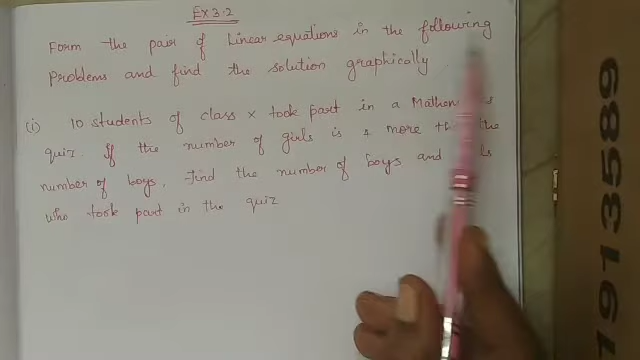 Ex 3.2
Form the pair of Linear equations in the following
Problems and find the solution graphically
(i) 10 students of class x took part in a Mathem
quiz. If the number of girls is more the
number of boys, Find the number of boys and
who took part in the quiz
7913589